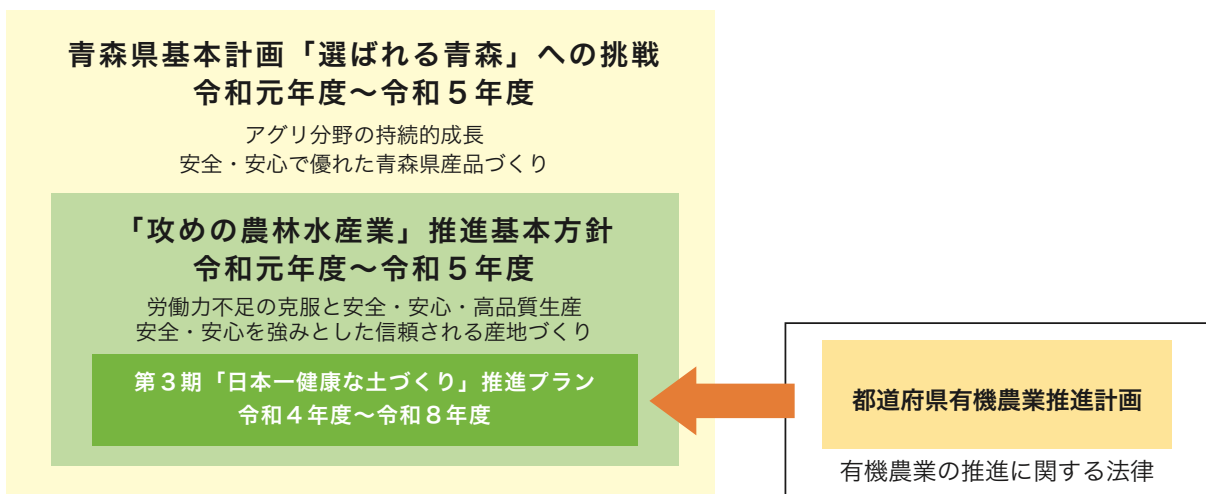 青森県基本計画「選ばれる青森」への挑戦
令和元年度～令和５年度
アグリ分野の持続的成長
安全・安心で優れた青森県産品づくり
「攻めの農林水産業」推進基本方針
令和元年度～令和５年度
労働力不足の克服と安全・安心・高品質生産
安全・安心を強みとした信頼される産地づくり
第３期「日本一健康な土づくり」推進プラン
令和４年度～令和８年度
都道府県有機農業推進計画
有機農業の推進に関する法律